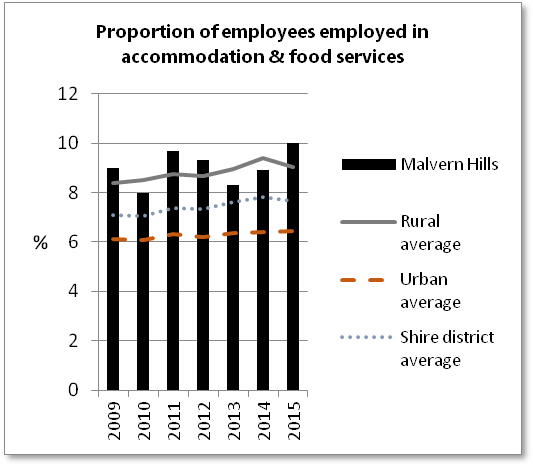 Proportion of employees employed in
accommodation & food services
12
10
8
6
4
2
0
%
2009
2010
2011
2012
2013
2014
2015
Malvern Hills
Rural
average
Urban
average
Shire district
average